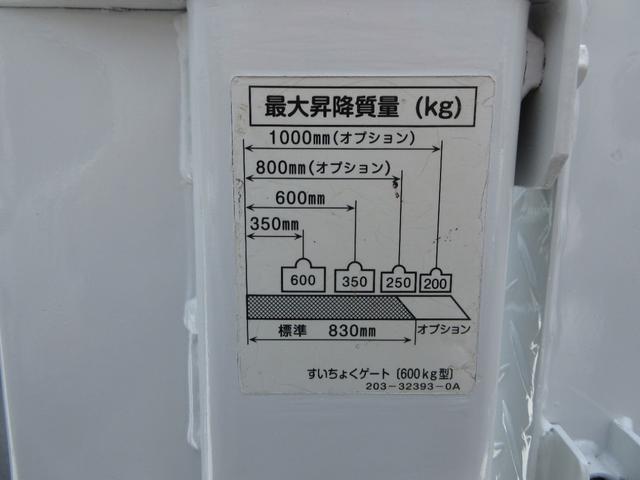 最大昇降質量 (kg)
1000mm(オプション)
800mm(オプション)
600mm
350mm
600 350 250 200
標準 830mm オプション
すいちょくゲート〔600kg型〕
203-32393-0A